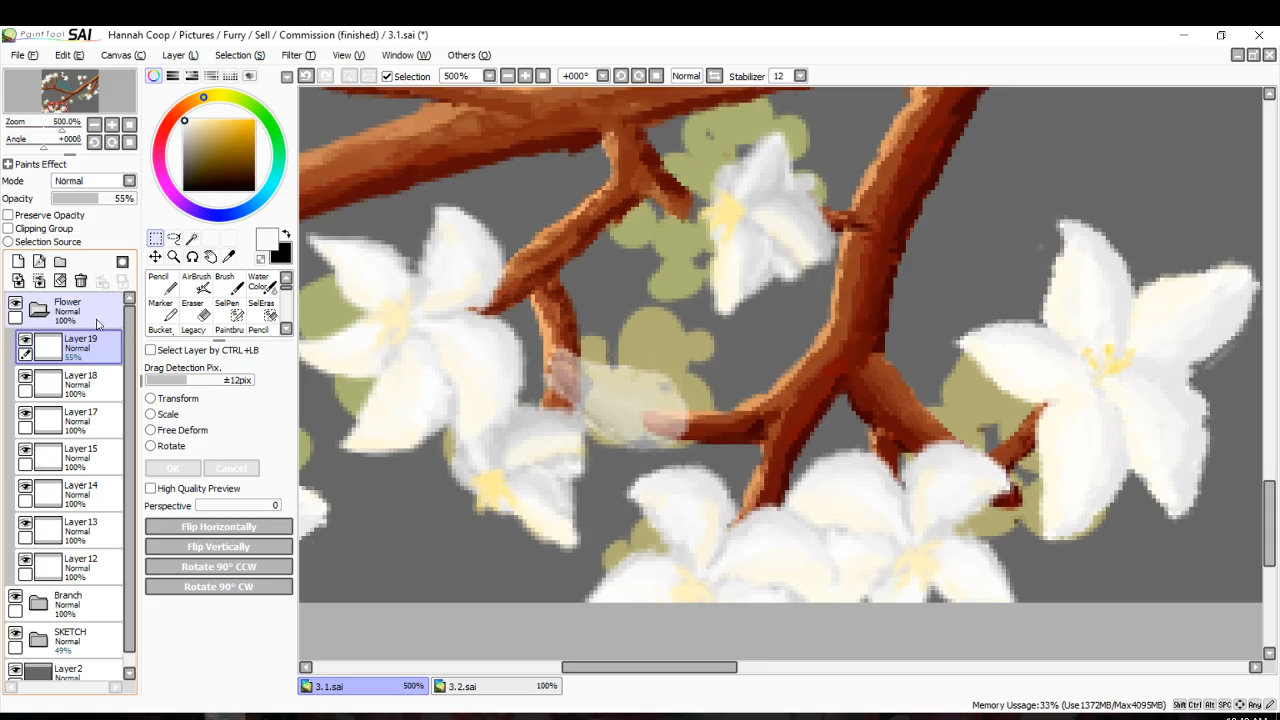 PaintTool SAI Hannah Coop / Pictures / Furry / Sell / Commission (finished) / 3.1.sai (*)
File (F) Edit (E) Canvas (C) Layer (L) Selection (S) Filter (T) View (V) Window (W) Others (O)
Selection 500% +000° Normal Stabilizer 12
Zoom 500.0%
Angle +000ß
Paints Effect
Mode Normal
Opacity 55%
Preserve Opacity
Clipping Group
Selection Source
Flower
Normal
100%
Layer19
Normal
55%
Layer18
Normal
100%
Layer17
Normal
100%
Layer15
Normal
100%
Layer14
Normal
100%
Layer13
Normal
100%
Layer12
Normal
100%
Branch
Normal
100%
SKETCH
Normal
49%
Layer2
Normal
Pencil AirBrush Brush Water Color
Marker Eraser SelPen SelEras
Bucket Legacy Paintbru Pencil
Select Layer by CTRL+LB
Drag Detection Pix.
±12pix
Transform
Scale
Free Deform
Rotate
OK Cancel
High Quality Preview
Perspective 0
Flip Horizontally
Flip Vertically
Rotate 90° CCW
Rotate 90° CW
3.1.sai 500% 3.2.sai 100%
Memory Usage:33% (Use1372MB/Max4095MB) Shift Ctrl Alt SPC Any